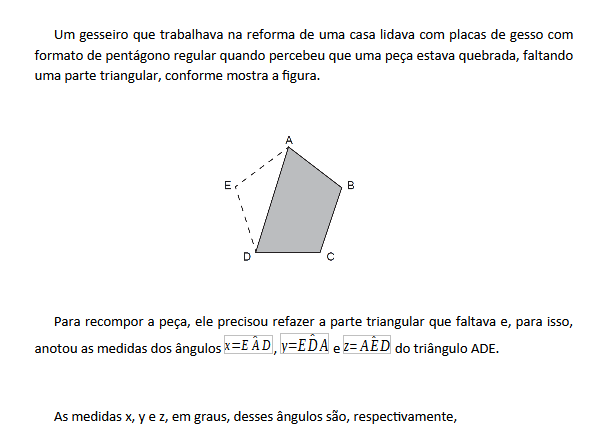 Um gesseiro que trabalhava na reforma de uma casa lidava com placas de gesso com
formato de pentágono regular quando percebeu que uma peça estava quebrada, faltando
uma parte triangular, conforme mostra a figura.
A
E
B
D
C
Para recompor a peça, ele precisou refazer a parte triangular que faltava e, para isso,
anotou as medidas dos ângulos x=EÂD, y=ED̂A e z=AÊD do triângulo ADE.
As medidas x, y e z, em graus, desses ângulos são, respectivamente,